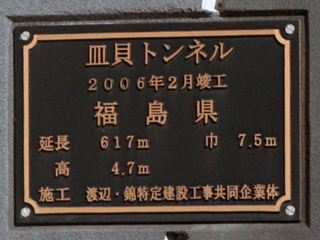 皿貝トンネル
2006年2月竣工
福島県
延長 617m 巾 7.5m
高 4.7m
施工 渡辺・錦特定建設工事共同企業体